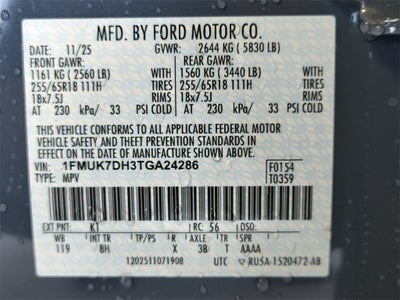 MFD. BY FORD MOTOR CO.
DATE: 11/25 GVWR: 2644 KG ( 5830 LB)
FRONT GAWR: REAR GAWR:
1161 KG ( 2560 LB) WITH 1560 KG ( 3440 LB) WITH
255/65R18 111H TIRES 255/65R18 111H TIRES
18x7.5J RIMS 18x7.5J RIMS
AT 230 kPa/ 33 PSI COLD AT 230 kPa/ 33 PSI COLD
THIS VEHICLE CONFORMS TO ALL APPLICABLE FEDERAL MOTOR
VEHICLE SAFETY AND THEFT PREVENTION STANDARDS IN EFFECT ON
THE DATE OF MANUFACTURE SHOWN ABOVE.
VIN: 1FMUK7DH3TGA24286 F0154
TYPE: MPV T0359
EXT PNT: K1 RC: 56 DSO:
WB INT TR TP/PS R AXLE TR SPR
119 8H X 3B T AAAA
1202511071908 UTC RU5A-1520472-AB